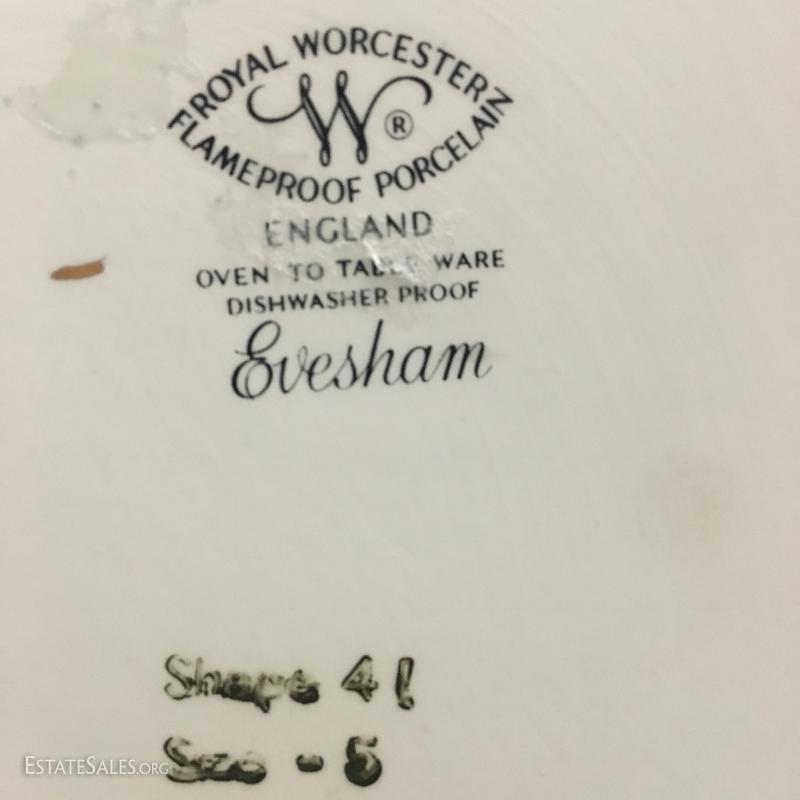 ROYAL WORCESTER
W ®
FLAMEPROOF PORCELAIN
ENGLAND
OVEN TO TABLE WARE
DISHWASHER PROOF
Evesham
Shape 41
Size - 5
ESTATESALES.ORG